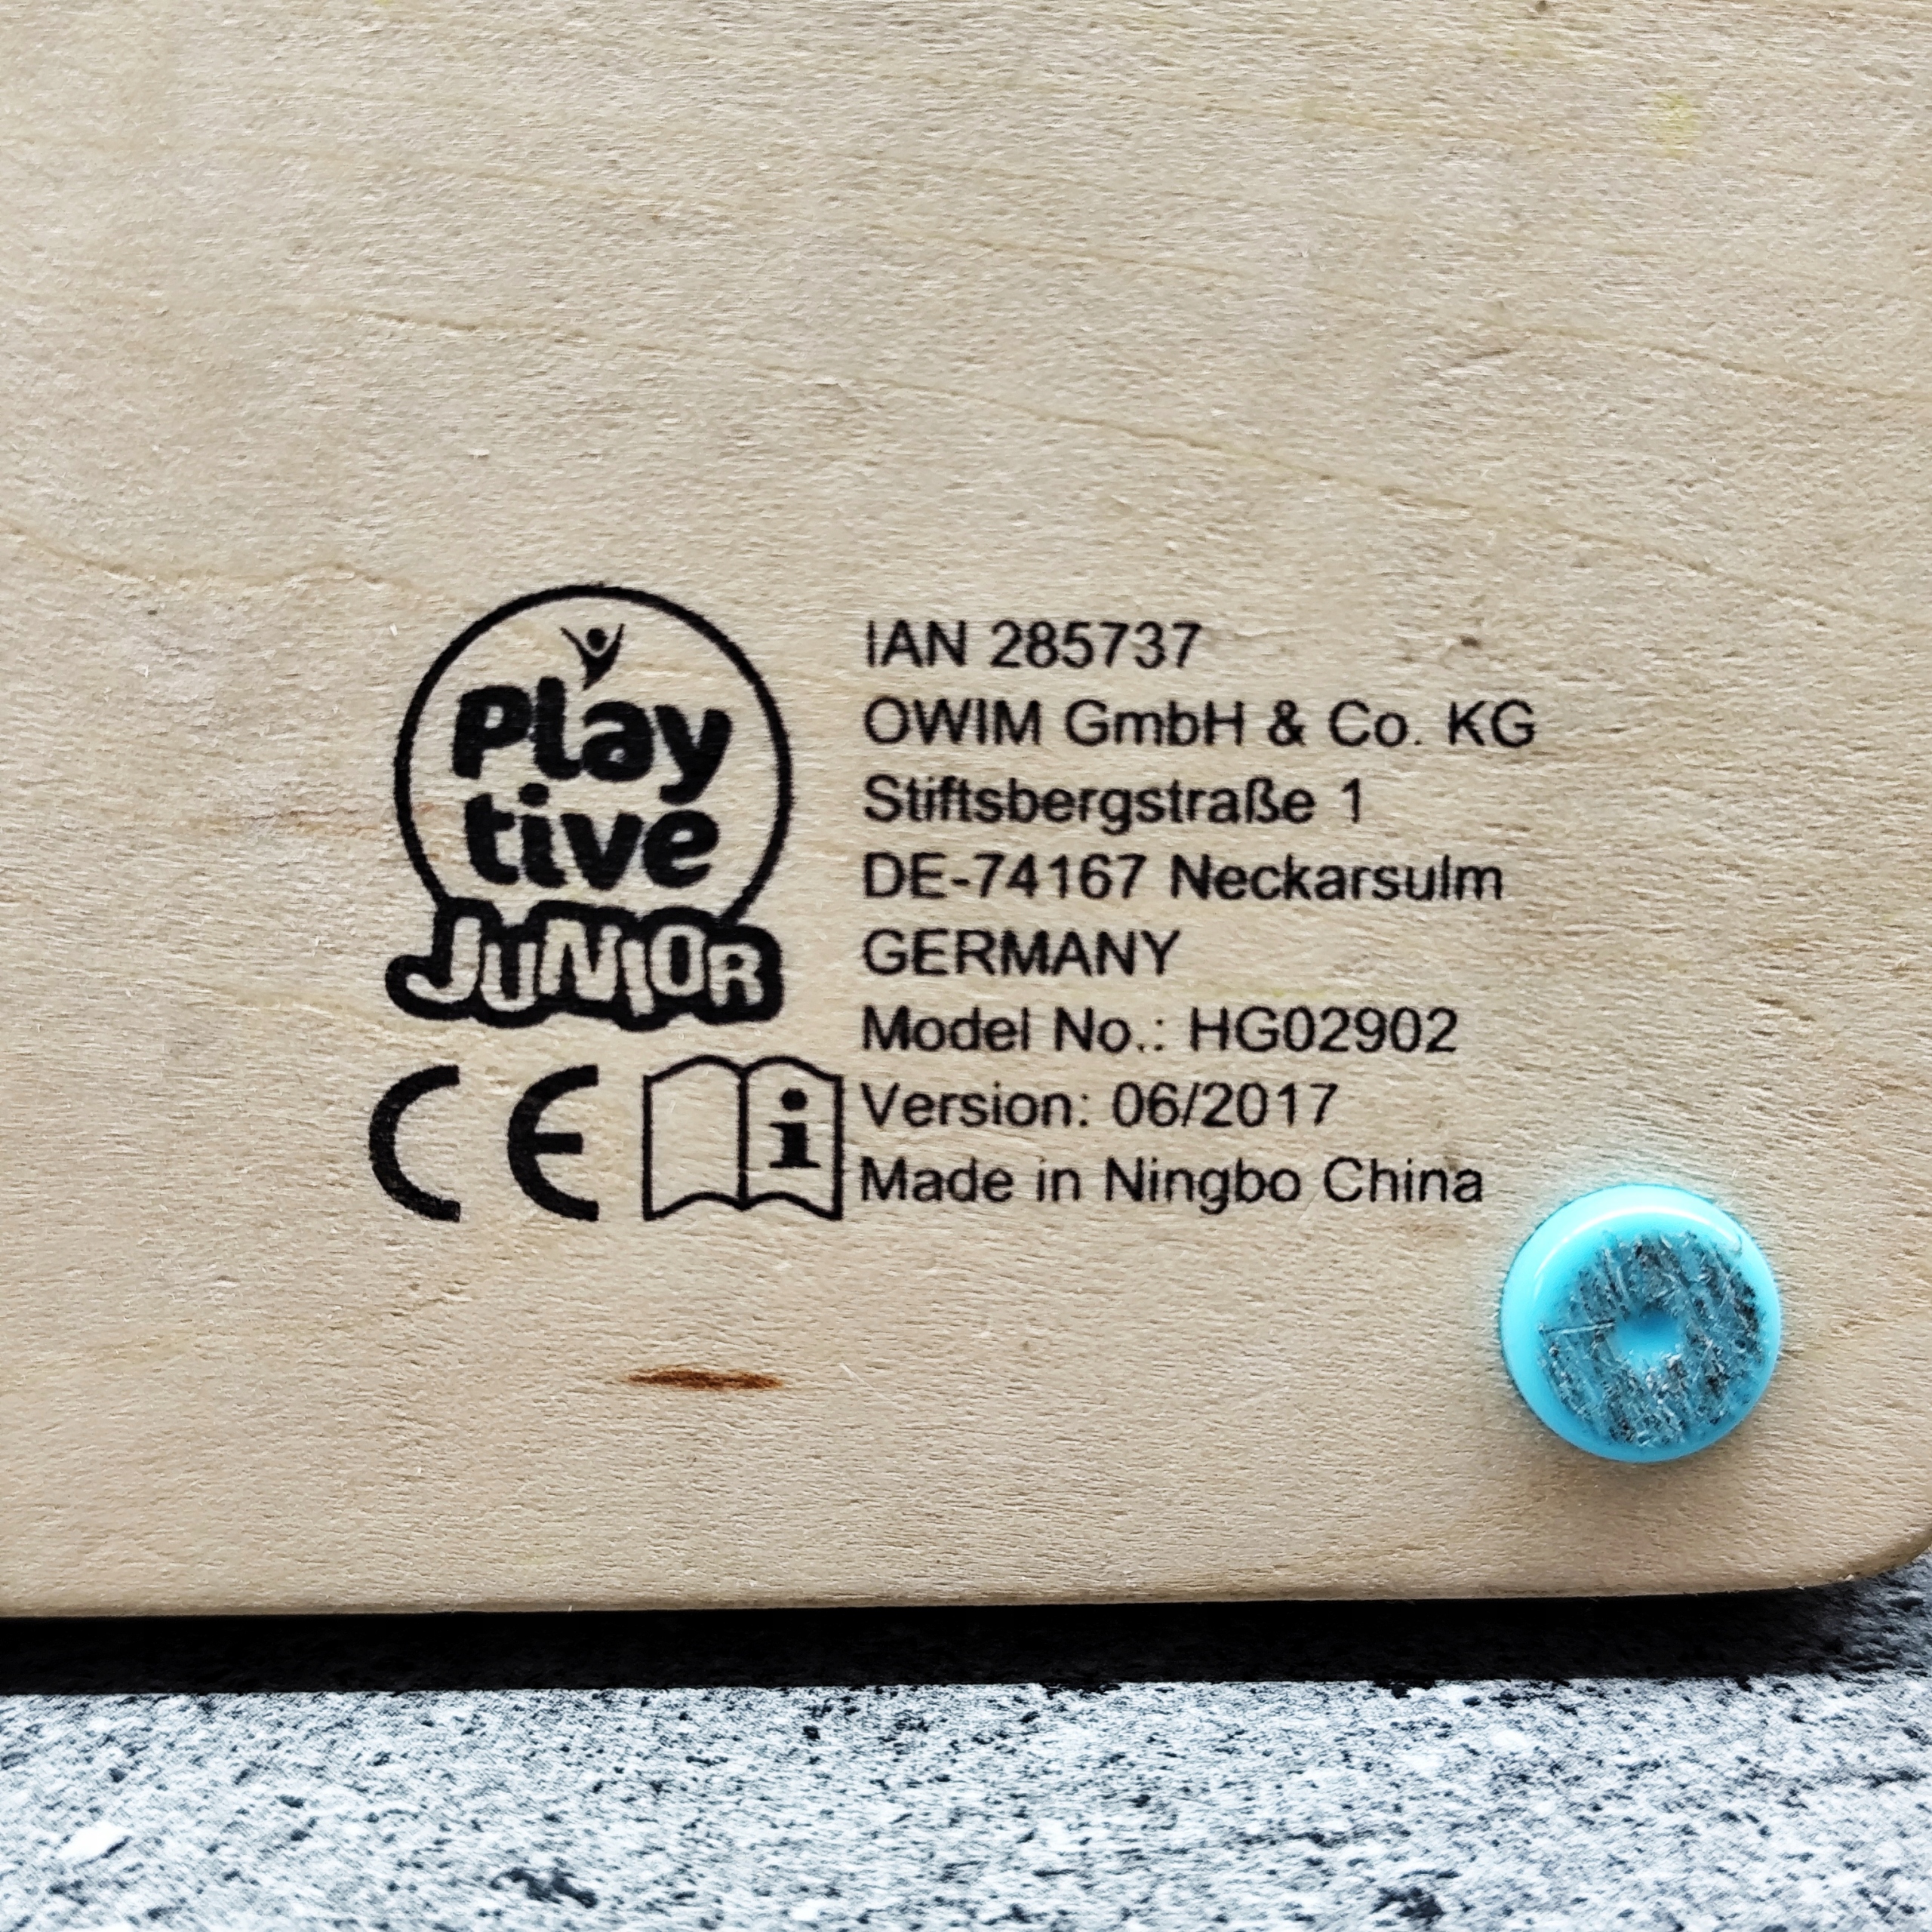 Play
tive
JUNIOR
CE
i
IAN 285737
OWIM GmbH & Co. KG
Stiftsbergstraße 1
DE-74167 Neckarsulm
GERMANY
Model No.: HG02902
Version: 06/2017
Made in Ningbo China